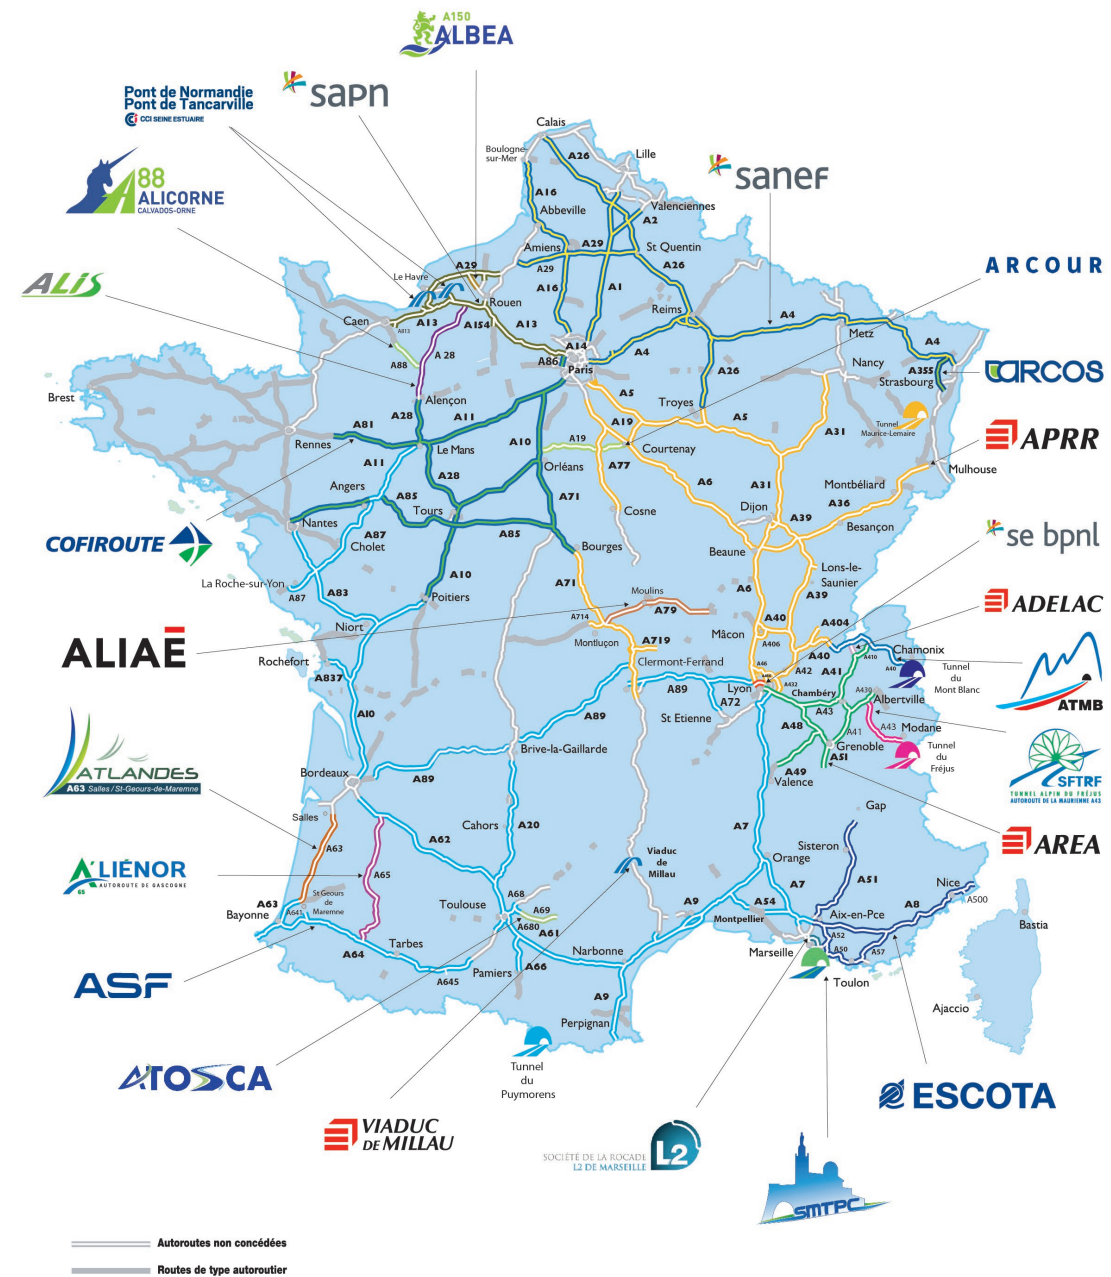 A150
ALBEA
Pont de Normandie
Pont de Tancarville
CCI SEINE ESTUAIRE
sapn
88
ALICORNE
CALVADOS-ORNE
sanef
ALiS
ARCOUR
ARCOS
APRR
se bpnl
ADELAC
ATMB
SFTRF
TUNNEL ALPIN DU FRÉJUS
AUTOROUTE DE LA MAURIENNE A43
AREA
COFIROUTE
ALIAE
ATLANDES
A63 Salles / St-Geours-de-Maremne
A'LIÉNOR
65
AUTOROUTE DE GASCOGNE
ASF
ATOSCA
VIADUC
DE MILLAU
SOCIÉTÉ DE LA ROCADE
L2 DE MARSEILLE
L2
SMTPC
ESCOTA
Calais
Boulogne-
sur-Mer
A26
Lille
A16
Abbeville
Valenciennes
A2
Amiens
A29
St Quentin
A29
A29
A26
Le Havre
A16
A1
Rouen
Reims
Caen
A13
A13
A154
A13
A4
A813
A14
Metz
A4
A86
A4
A88
A 28
Paris
Nancy
A26
A355
Strasbourg
Brest
Alençon
A5
Troyes
A28
A11
A5
Tunnel
Maurice-Lemaire
A81
A19
A31
Rennes
A10
A19
Le Mans
Courtenay
A11
Orléans
A77
Mulhouse
A28
A6
A31
Montbéliard
Angers
A85
A71
A36
Nantes
Tours
Cosne
Dijon
A39
Besançon
A87
A85
Cholet
Bourges
Beaune
La Roche-sur-Yon
A10
Lons-le-
Saunier
A87
A83
A71
A6
A39
Poitiers
Moulins
A714
A79
A40
Niort
Montluçon
Mâcon
A404
A719
A406
Rochefort
Clermont-Ferrand
A40
A410
Chamonix
A40
A46
A42
A41
Tunnel
du
Mont Blanc
A837
A89
Lyon
A432
Chambéry
A430
Albertville
A72
A43
A10
A89
St Etienne
A48
A41
A43
Modane
Brive-la-Gaillarde
Grenoble
A51
Tunnel
du
Fréjus
Bordeaux
A89
A49
Valence
Salles
Gap
Cahors
A20
A7
A62
Sisteron
A63
Viaduc
de
Millau
Orange
A65
A51
A7
St Geours
de
Maremne
A68
Nice
A63
A641
Toulouse
A69
A9
A54
A8
A500
Bayonne
A680
Montpellier
Aix-en-Pce
Bastia
A61
A52
A64
Tarbes
Narbonne
Marseille
A50
A57
Pamiers
A66
A645
Toulon
A9
Ajaccio
Perpignan
Tunnel
du
Puymorens
Autoroutes non concédées
Routes de type autoroutier